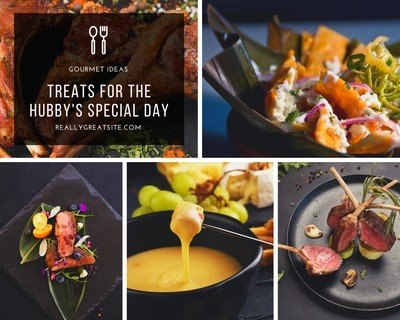 GOURMET IDEAS
TREATS FOR THE
HUBBY'S SPECIAL DAY
REALLYGREATSITE.COM